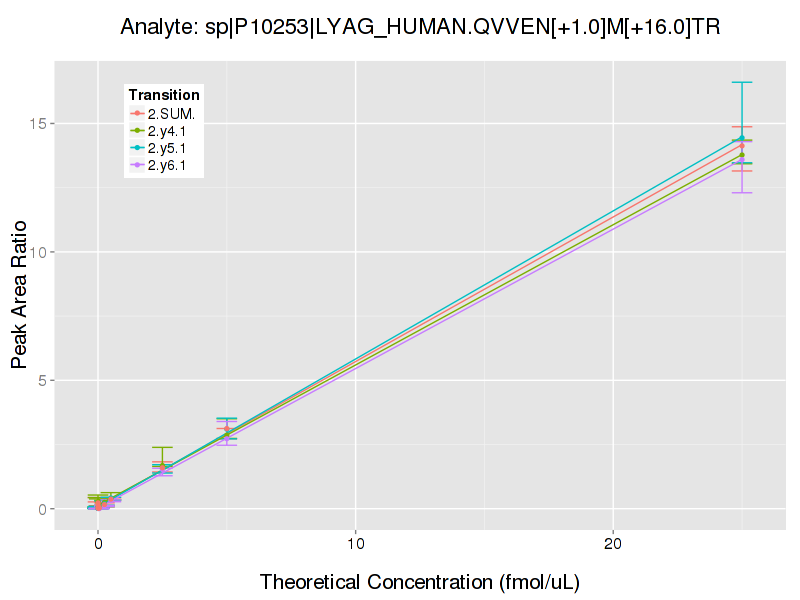 Analyte: sp|P10253|LYAG_HUMAN.QVVEN[+1.0]M[+16.0]TR
Transition
2.SUM.
2.y4.1
2.y5.1
2.y6.1
15
10
5
0
Peak Area Ratio
0 10 20
Theoretical Concentration (fmol/uL)